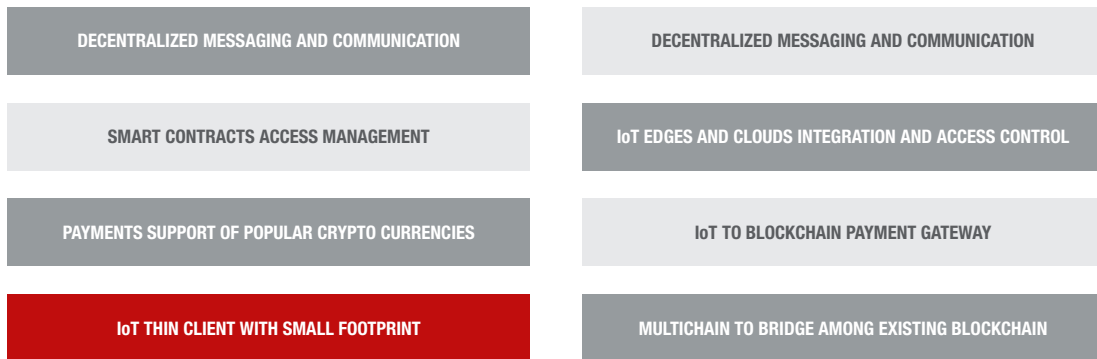 DECENTRALIZED MESSAGING AND COMMUNICATION
DECENTRALIZED MESSAGING AND COMMUNICATION
SMART CONTRACTS ACCESS MANAGEMENT
IoT EDGES AND CLOUDS INTEGRATION AND ACCESS CONTROL
PAYMENTS SUPPORT OF POPULAR CRYPTO CURRENCIES
IoT TO BLOCKCHAIN PAYMENT GATEWAY
IoT THIN CLIENT WITH SMALL FOOTPRINT
MULTICHAIN TO BRIDGE AMONG EXISTING BLOCKCHAIN